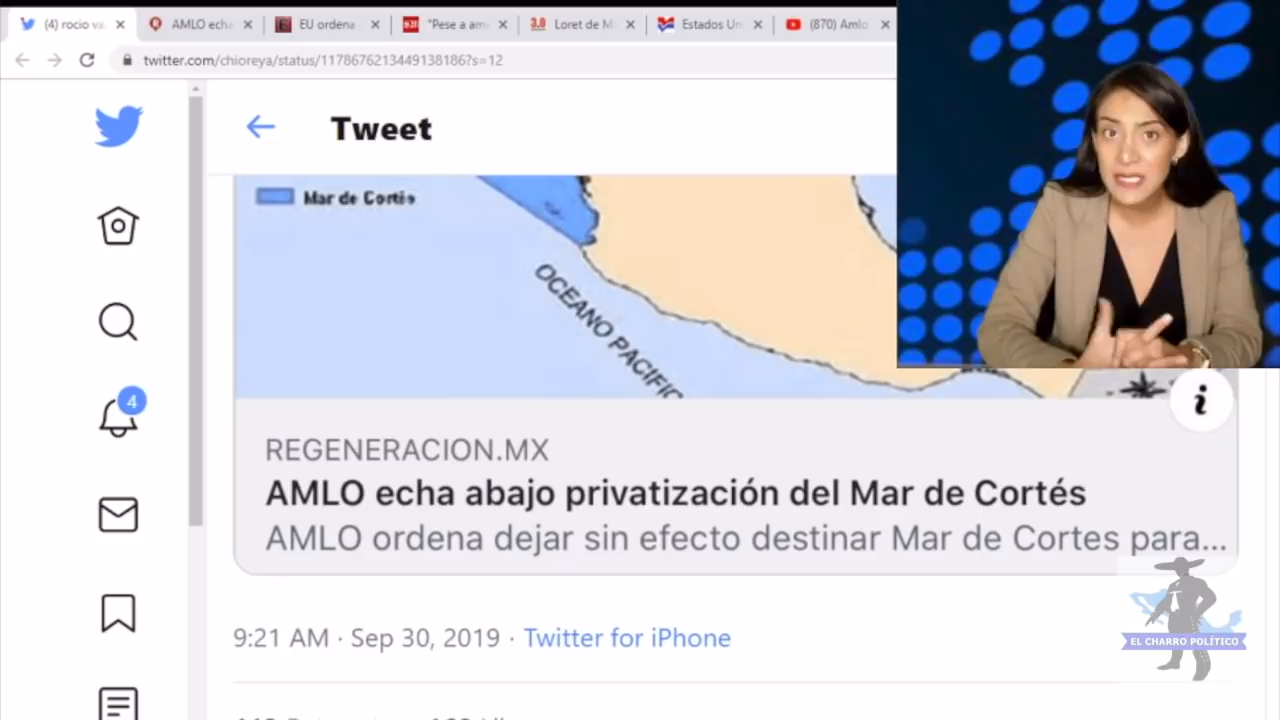 (4) rocio va
AMLO echa
EU ordena
"Pese a am
3.0 Loret de M
Estados Un
(870) Amlo
twitter.com/chioreya/status/1178676213449138186?s=12
Tweet
Mar de Cortés
OCEANO PACIFIC
i
REGENERACION.MX
AMLO echa abajo privatización del Mar de Cortés
AMLO ordena dejar sin efecto destinar Mar de Cortes para...
4
9:21 AM · Sep 30, 2019 · Twitter for iPhone
EL CHARRO POLÍTICO